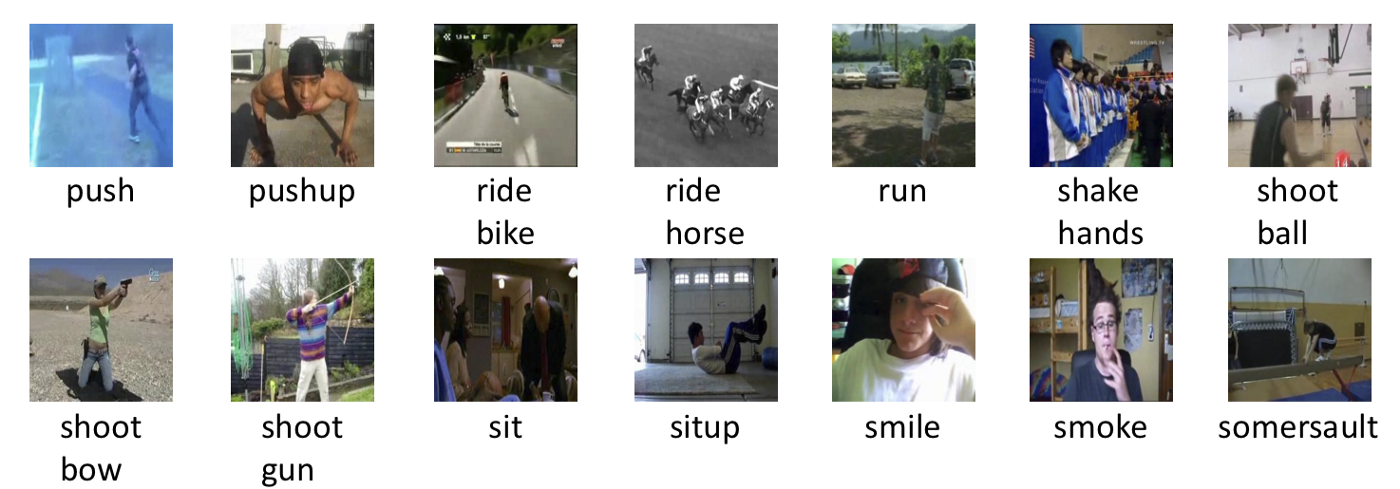 push
pushup
ride
bike
ride
horse
run
shake
hands
shoot
ball
shoot
bow
shoot
gun
sit
situp
smile
smoke
somersault